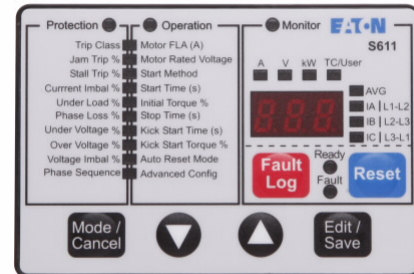 Protection
Operation
Monitor
EATON
S611
Trip Class
Jam Trip %
Stall Trip %
Currrent Imbal %
Under Load %
Phase Loss %
Under Voltage %
Over Voltage %
Voltage Imbal %
Phase Sequence
Motor FLA (A)
Motor Rated Voltage
Start Method
Start Time (s)
Initial Torque %
Stop Time (s)
Kick Start Time (s)
Kick Start Torque %
Auto Reset Mode
Advanced Config
A V kW TC/User
888
AVG
IA | L1-L2
IB | L2-L3
IC | L3-L1
Fault
Log
Ready
Fault
Reset
Mode /
Cancel
Edit /
Save